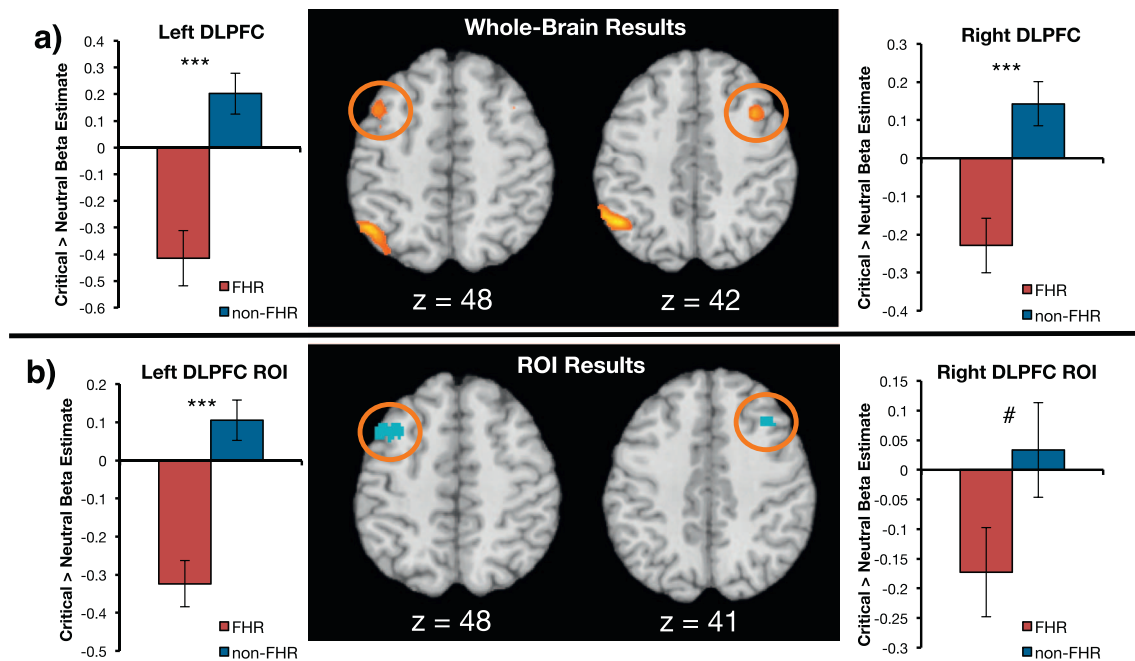 a)
Left DLPFC
Critical > Neutral Beta Estimate
0.4
0.3
0.2
0.1
0
-0.1
-0.2
-0.3
-0.4
-0.5
-0.6
***
FHR
non-FHR
Whole-Brain Results
z = 48
z = 42
Right DLPFC
Critical > Neutral Beta Estimate
0.3
0.2
0.1
0
-0.1
-0.2
-0.3
-0.4
***
FHR
non-FHR
b)
Left DLPFC ROI
Critical > Neutral Beta Estimate
0.2
0.1
0
-0.1
-0.2
-0.3
-0.4
-0.5
***
FHR
non-FHR
ROI Results
z = 48
z = 41
Right DLPFC ROI
Critical > Neutral Beta Estimate
0.15
0.1
0.05
0
-0.05
-0.1
-0.15
-0.2
-0.25
-0.3
#
FHR
non-FHR